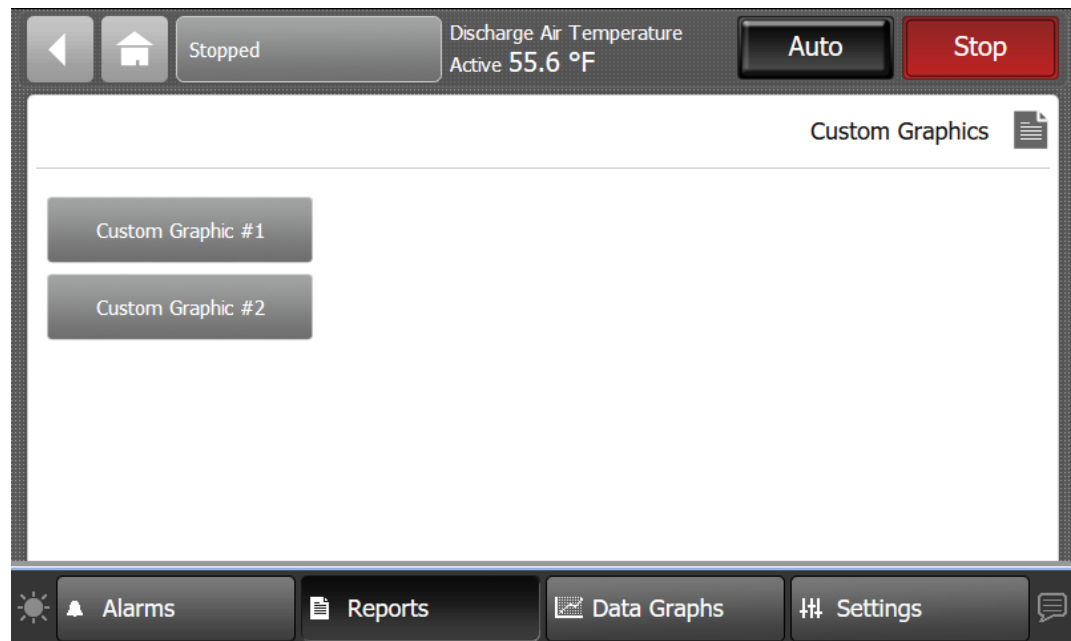 Stopped
Discharge Air Temperature
Active 55.6 °F
Auto
Stop
Custom Graphics
Custom Graphic #1
Custom Graphic #2
Alarms
Reports
Data Graphs
Settings